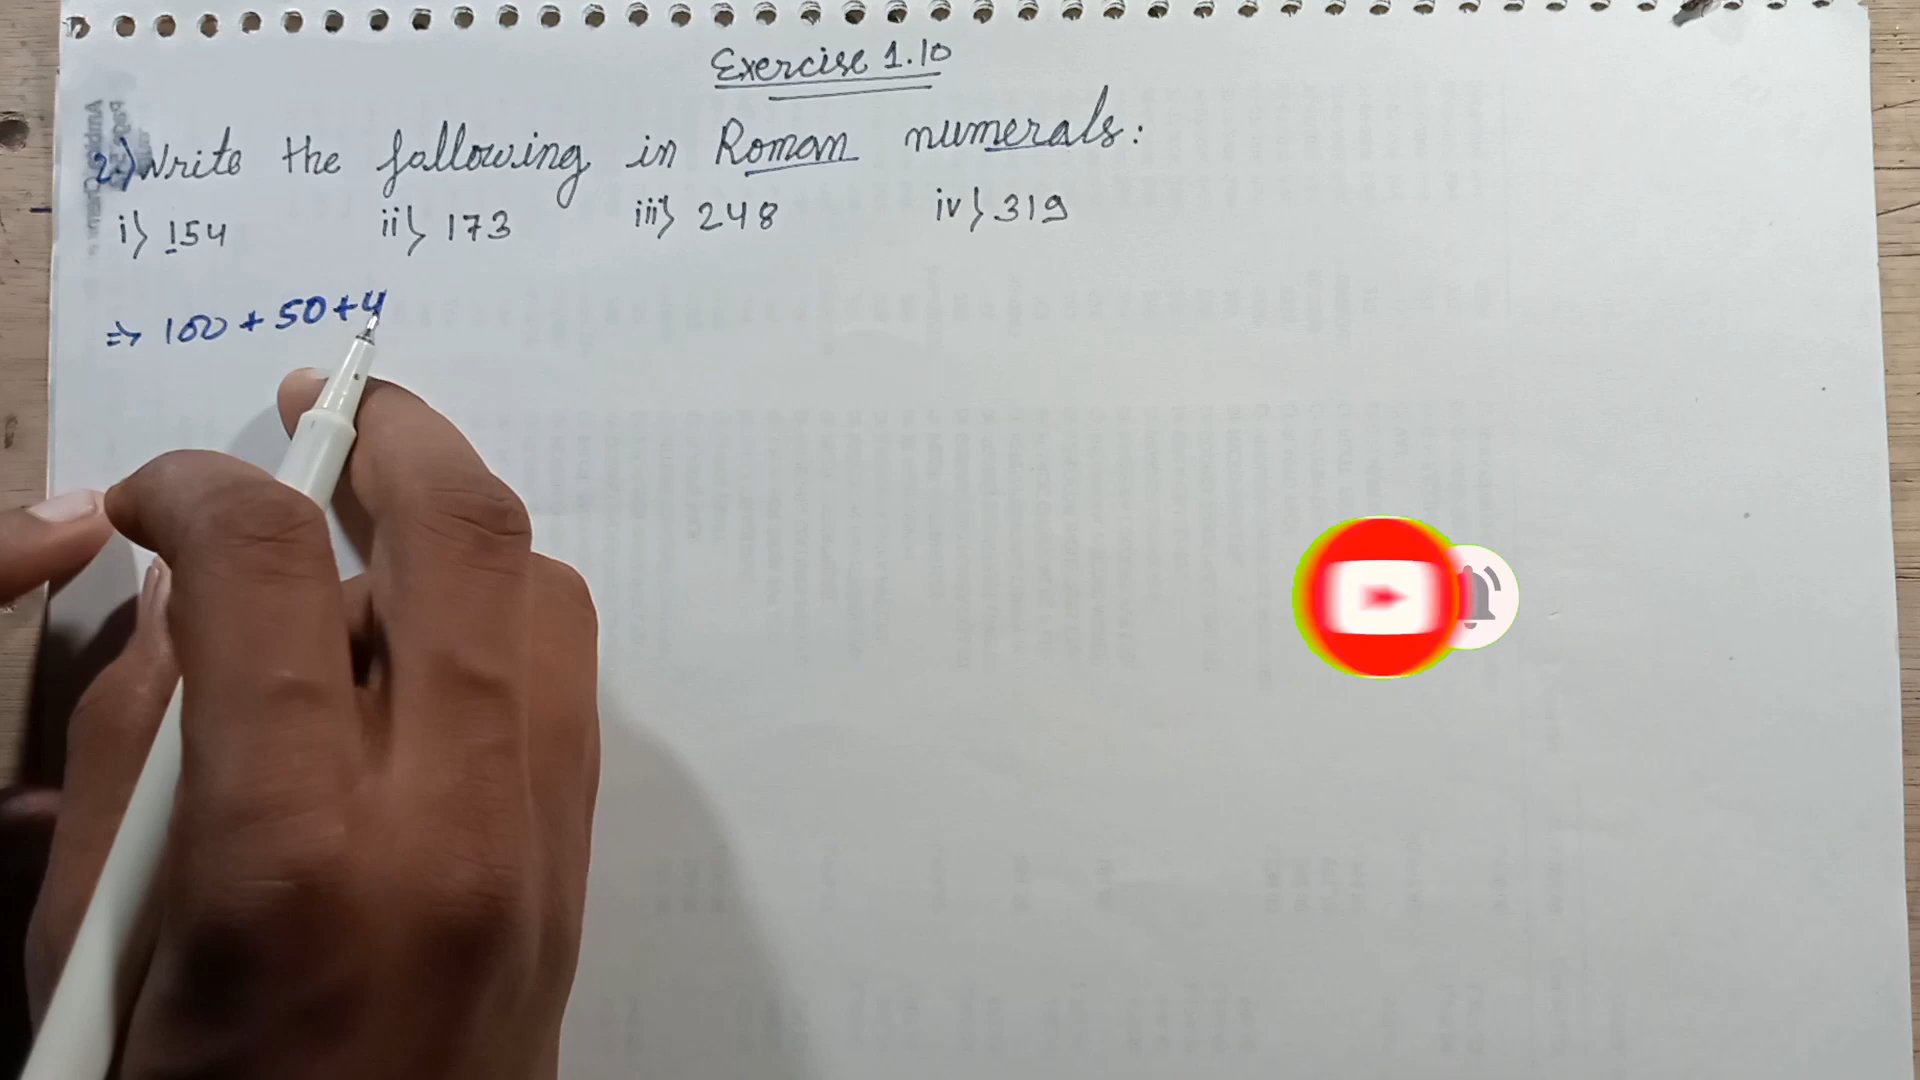 Exercise 1.10
2.) Write the following in Roman numerals:
i) 154 ii) 173 iii) 248 iv) 319
⇒ 100 + 50 + 4